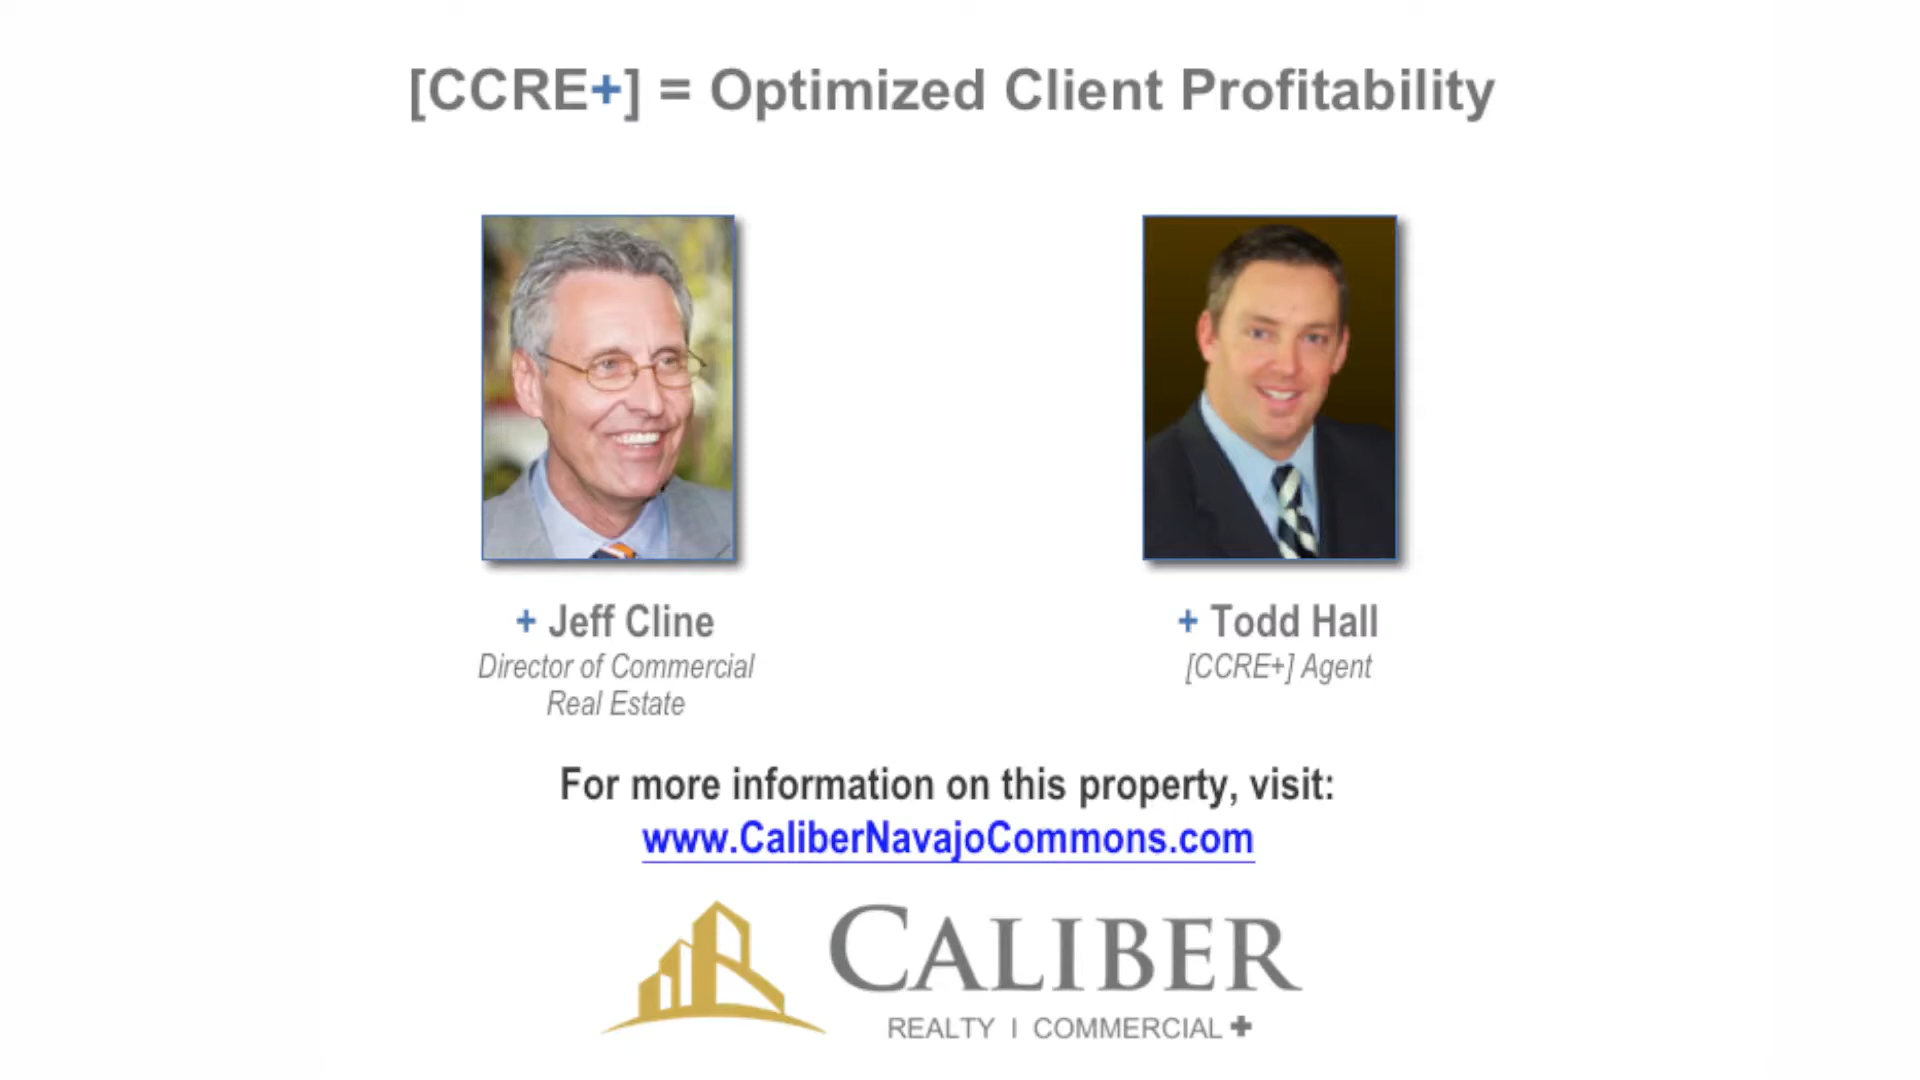 [CCRE+] = Optimized Client Profitability
+ Jeff Cline
Director of Commercial
Real Estate
+ Todd Hall
[CCRE+] Agent
For more information on this property, visit:
www.CaliberNavajoCommons.com
CALIBER
REALTY | COMMERCIAL+